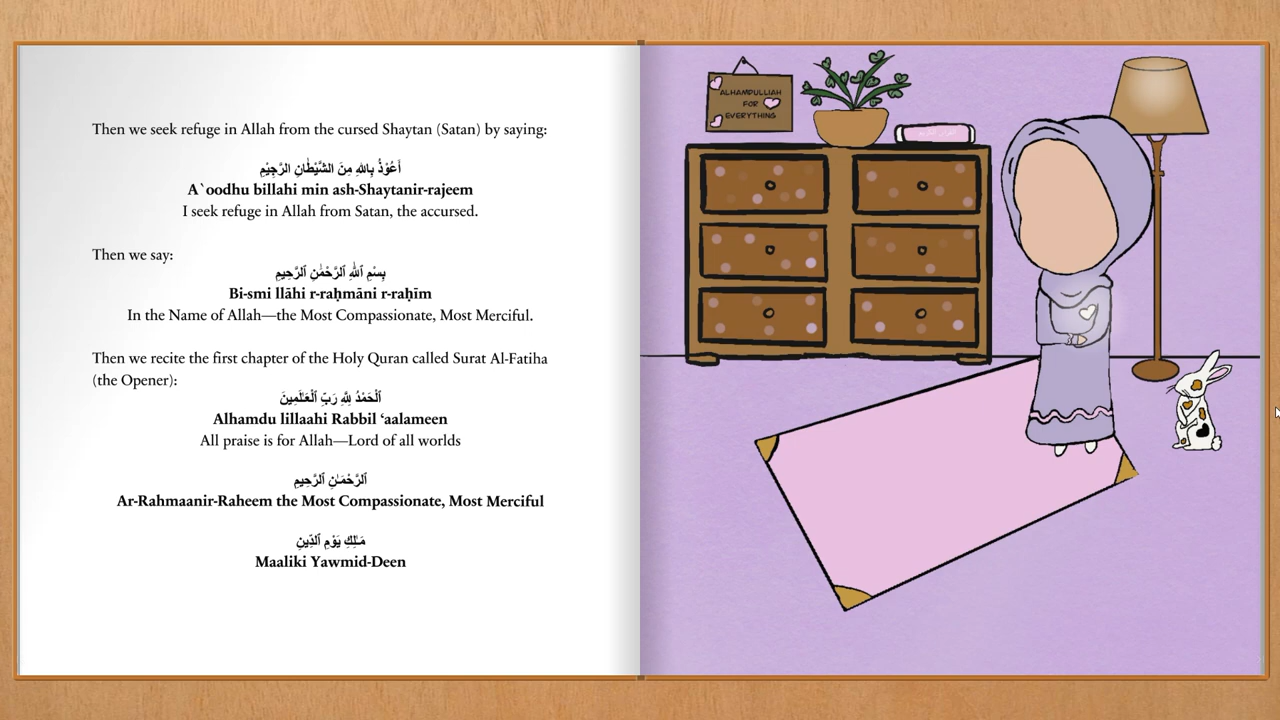 Then we seek refuge in Allah from the cursed Shaytan (Satan) by saying:
أَعُوْذُ بِاللهِ مِنَ الشَّيْطَانِ الرَّجِيْمِ
A`oodhu billahi min ash-Shaytanir-rajeem
I seek refuge in Allah from Satan, the accursed.
Then we say:
بِسْمِ ٱللَّٰهِ ٱلرَّحْمَٰنِ ٱلرَّحِيمِ
Bi-smi llāhi r-raḥmāni r-raḥīm
In the Name of Allah—the Most Compassionate, Most Merciful.
Then we recite the first chapter of the Holy Quran called Surat Al-Fatiha
(the Opener):
ٱلْحَمْدُ لِلَّهِ رَبِّ ٱلْعَـٰلَمِينَ
Alhamdu lillaahi Rabbil ‘aalameen
All praise is for Allah—Lord of all worlds
ٱلرَّحْمَـٰنِ ٱلرَّحِيمِ
Ar-Rahmaanir-Raheem the Most Compassionate, Most Merciful
مَـٰلِكِ يَوْمِ ٱلدِّينِ
Maaliki Yawmid-Deen
ALHAMDULLIAH
FOR
EVERYTHING
القرآن الكريم